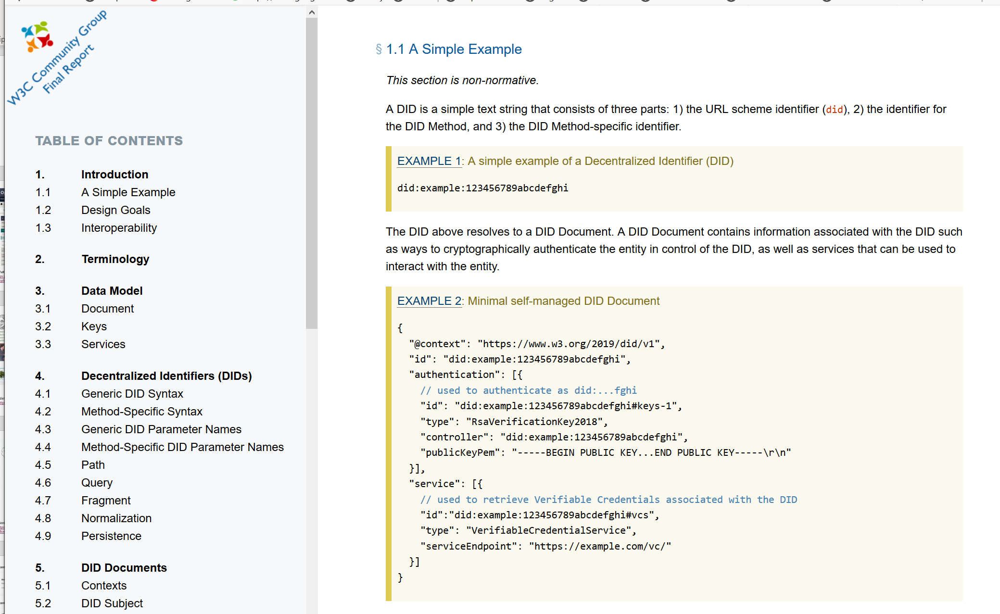 W3C Community Group
Final Report
TABLE OF CONTENTS
1. Introduction
1.1 A Simple Example
1.2 Design Goals
1.3 Interoperability
2. Terminology
3. Data Model
3.1 Document
3.2 Keys
3.3 Services
4. Decentralized Identifiers (DIDs)
4.1 Generic DID Syntax
4.2 Method-Specific Syntax
4.3 Generic DID Parameter Names
4.4 Method-Specific DID Parameter Names
4.5 Path
4.6 Query
4.7 Fragment
4.8 Normalization
4.9 Persistence
5. DID Documents
5.1 Contexts
5.2 DID Subject
§ 1.1 A Simple Example
This section is non-normative.
A DID is a simple text string that consists of three parts: 1) the URL scheme identifier (did), 2) the identifier for
the DID Method, and 3) the DID Method-specific identifier.
EXAMPLE 1: A simple example of a Decentralized Identifier (DID)
did:example:123456789abcdefghi
The DID above resolves to a DID Document. A DID Document contains information associated with the DID such
as ways to cryptographically authenticate the entity in control of the DID, as well as services that can be used to
interact with the entity.
EXAMPLE 2: Minimal self-managed DID Document
{
"@context": "https://www.w3.org/2019/did/v1",
"id": "did:example:123456789abcdefghi",
"authentication": [{
// used to authenticate as did:...fghi
"id": "did:example:123456789abcdefghi#keys-1",
"type": "RsaVerificationKey2018",
"controller": "did:example:123456789abcdefghi",
"publicKeyPem": "-----BEGIN PUBLIC KEY...END PUBLIC KEY-----\r\n"
}],
"service": [{
// used to retrieve Verifiable Credentials associated with the DID
"id":"did:example:123456789abcdefghi#vcs",
"type": "VerifiableCredentialService",
"serviceEndpoint": "https://example.com/vc/"
}]
}